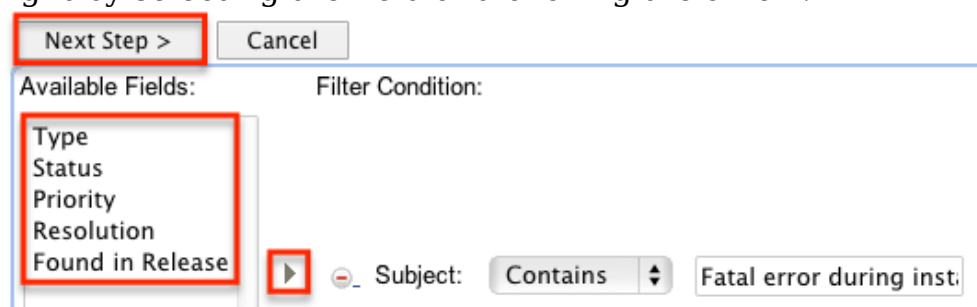 Next Step > Cancel
Available Fields: Filter Condition:
Type
Status
Priority
Resolution
Found in Release
Subject: Contains Fatal error during inst